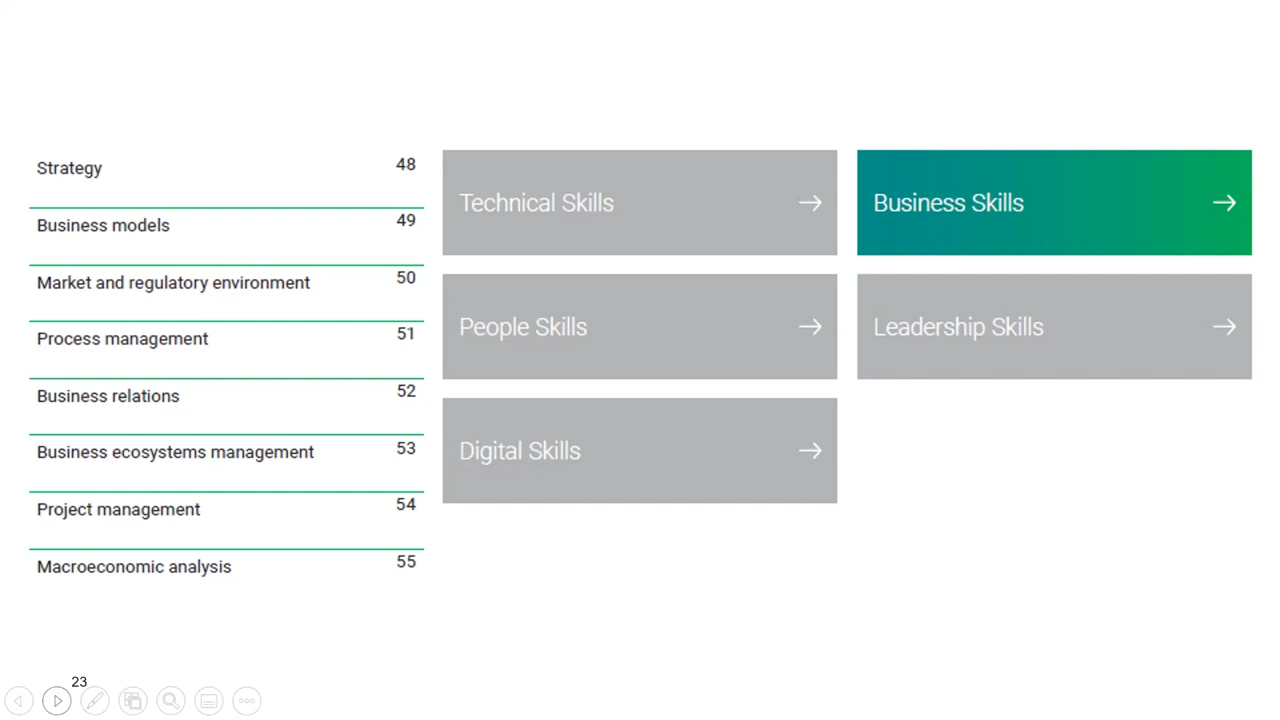 Strategy 48
Business models 49
Market and regulatory environment 50
Process management 51
Business relations 52
Business ecosystems management 53
Project management 54
Macroeconomic analysis 55
Technical Skills
Business Skills
People Skills
Leadership Skills
Digital Skills
23